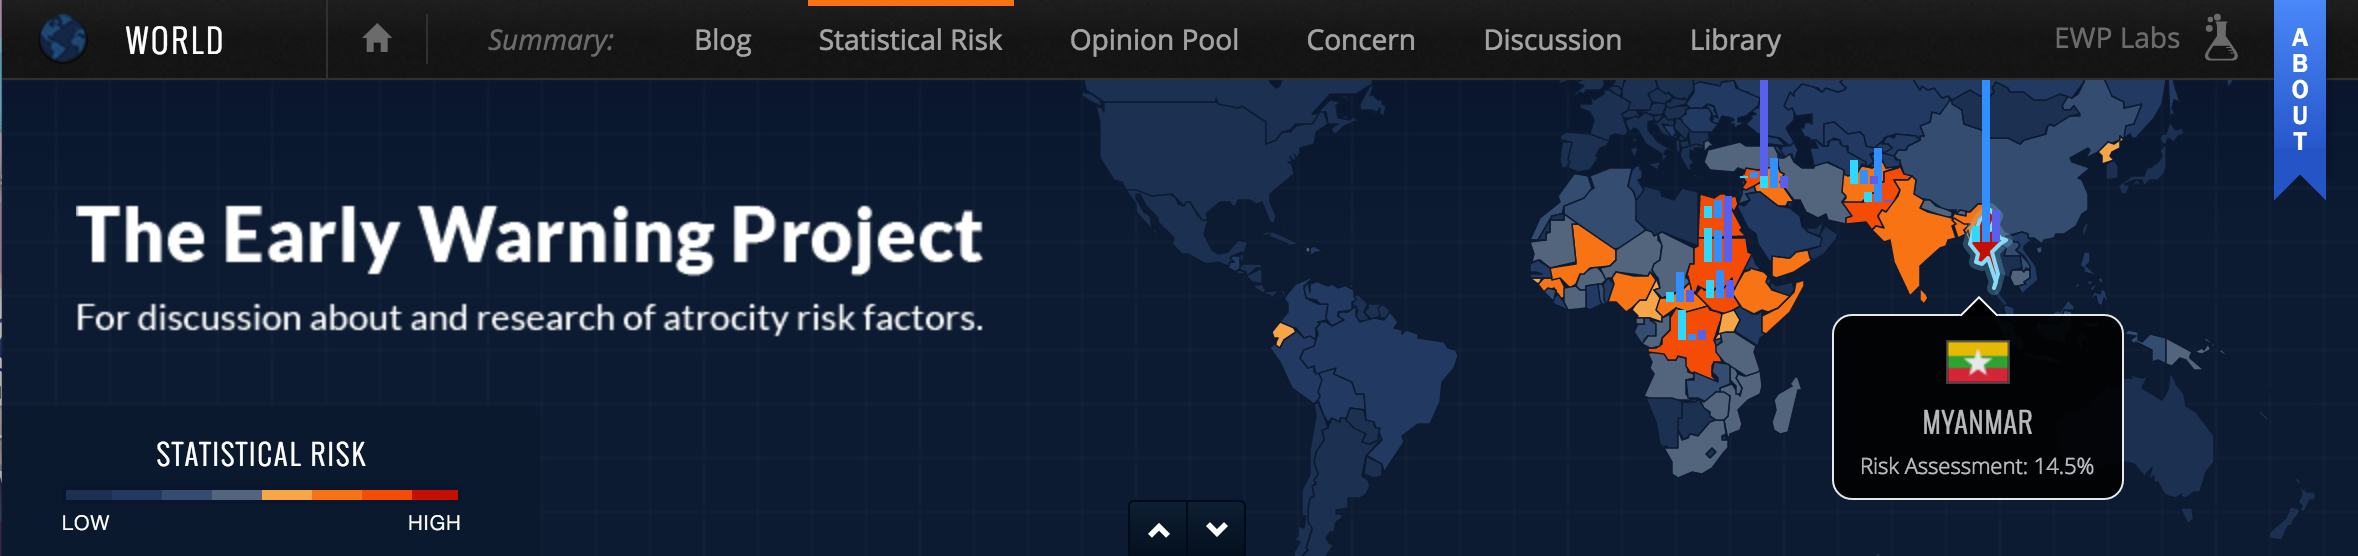 WORLD
Summary:
Blog
Statistical Risk
Opinion Pool
Concern
Discussion
Library
EWP Labs
ABOUT
The Early Warning Project
For discussion about and research of atrocity risk factors.
STATISTICAL RISK
LOW
HIGH
MYANMAR
Risk Assessment: 14.5%